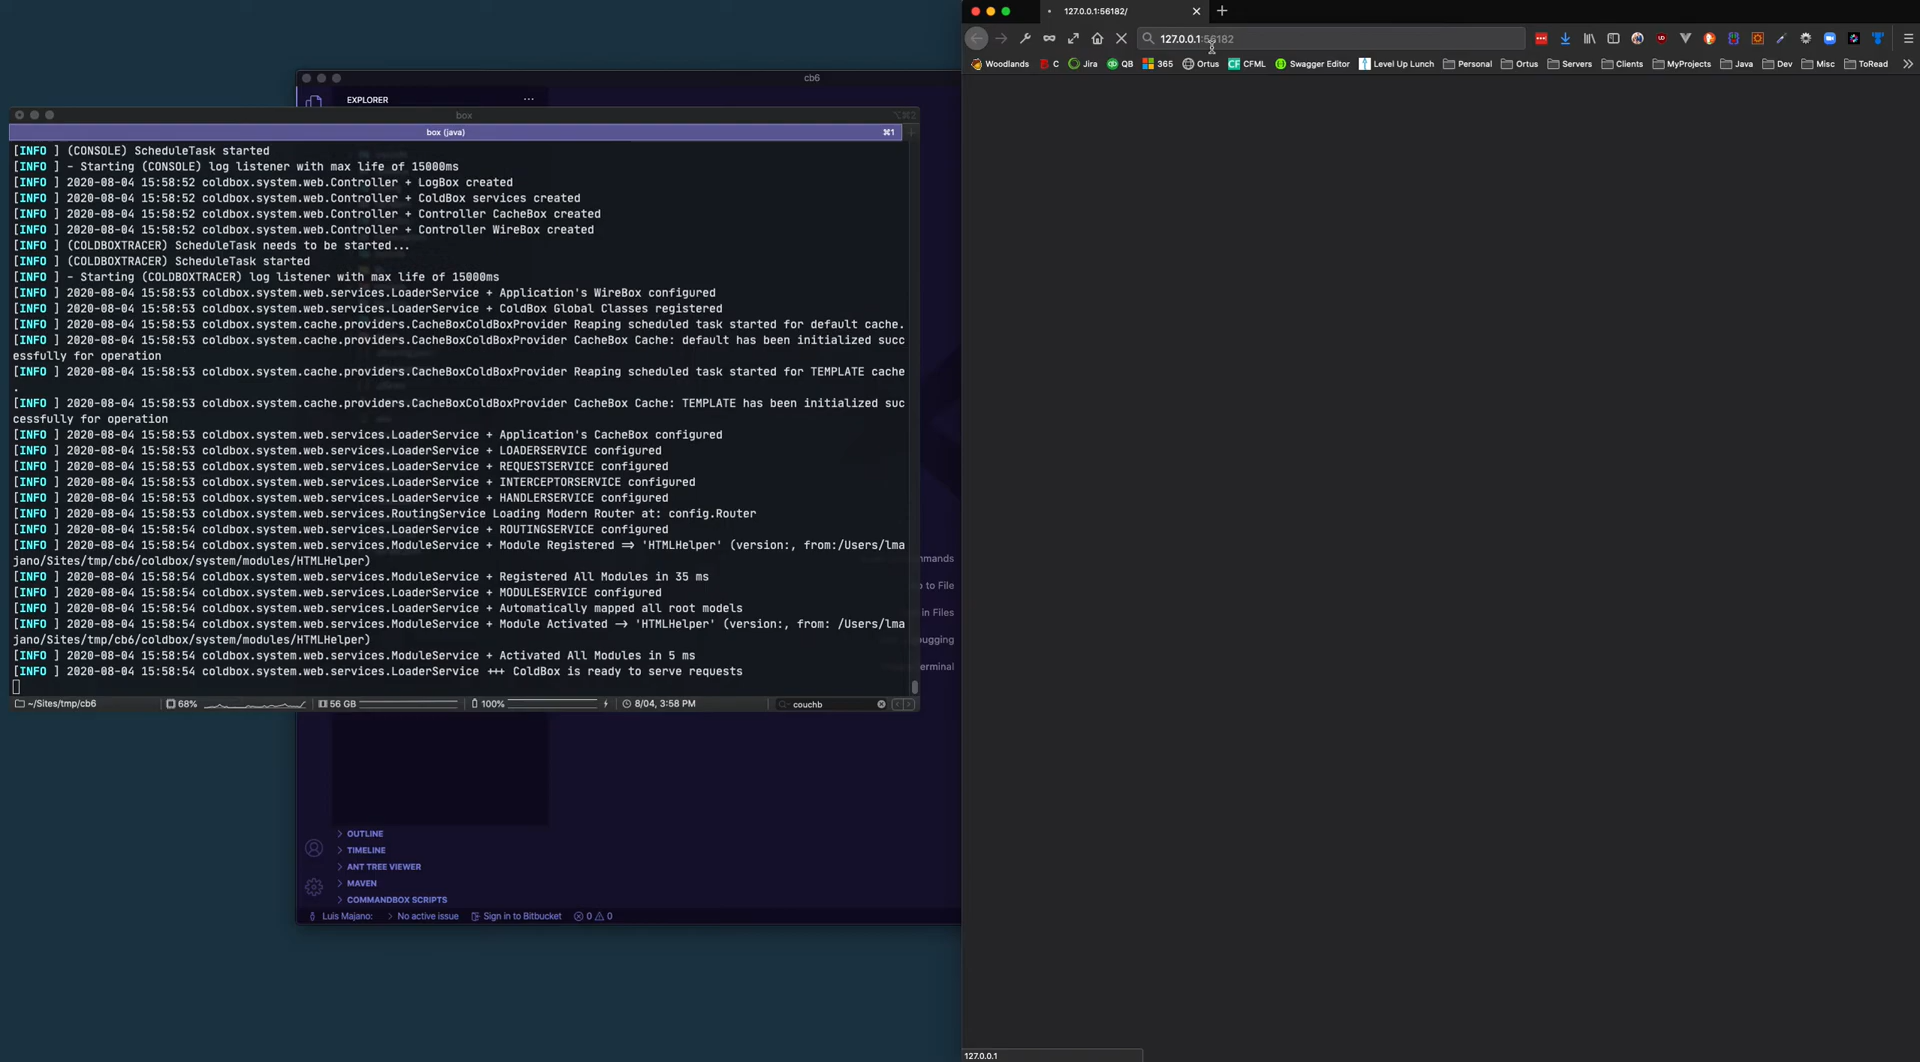 127.0.0.1:56182/
127.0.0.1:56182
Woodlands C Jira QB 365 Ortus CFML Swagger Editor Level Up Lunch Personal Ortus Servers Clients MyProjects Java Dev Misc ToRead
cb6
EXPLORER ...
box
⌥⌘2
box (java) ⌘1
[INFO ] (CONSOLE) ScheduleTask started
[INFO ] - Starting (CONSOLE) log listener with max life of 15000ms
[INFO ] 2020-08-04 15:58:52 coldbox.system.web.Controller + LogBox created
[INFO ] 2020-08-04 15:58:52 coldbox.system.web.Controller + ColdBox services created
[INFO ] 2020-08-04 15:58:52 coldbox.system.web.Controller + Controller CacheBox created
[INFO ] 2020-08-04 15:58:52 coldbox.system.web.Controller + Controller WireBox created
[INFO ] (COLDBOXTRACER) ScheduleTask needs to be started...
[INFO ] (COLDBOXTRACER) ScheduleTask started
[INFO ] - Starting (COLDBOXTRACER) log listener with max life of 15000ms
[INFO ] 2020-08-04 15:58:53 coldbox.system.web.services.LoaderService + Application's WireBox configured
[INFO ] 2020-08-04 15:58:53 coldbox.system.web.services.LoaderService + ColdBox Global Classes registered
[INFO ] 2020-08-04 15:58:53 coldbox.system.cache.providers.CacheBoxColdBoxProvider Reaping scheduled task started for default cache.
[INFO ] 2020-08-04 15:58:53 coldbox.system.cache.providers.CacheBoxColdBoxProvider CacheBox Cache: default has been initialized succ
essfully for operation
[INFO ] 2020-08-04 15:58:53 coldbox.system.cache.providers.CacheBoxColdBoxProvider Reaping scheduled task started for TEMPLATE cache
.
[INFO ] 2020-08-04 15:58:53 coldbox.system.cache.providers.CacheBoxColdBoxProvider CacheBox Cache: TEMPLATE has been initialized suc
cessfully for operation
[INFO ] 2020-08-04 15:58:53 coldbox.system.web.services.LoaderService + Application's CacheBox configured
[INFO ] 2020-08-04 15:58:53 coldbox.system.web.services.LoaderService + LOADERSERVICE configured
[INFO ] 2020-08-04 15:58:53 coldbox.system.web.services.LoaderService + REQUESTSERVICE configured
[INFO ] 2020-08-04 15:58:53 coldbox.system.web.services.LoaderService + INTERCEPTORSERVICE configured
[INFO ] 2020-08-04 15:58:53 coldbox.system.web.services.LoaderService + HANDLERSERVICE configured
[INFO ] 2020-08-04 15:58:53 coldbox.system.web.services.RoutingService Loading Modern Router at: config.Router
[INFO ] 2020-08-04 15:58:54 coldbox.system.web.services.LoaderService + ROUTINGSERVICE configured
[INFO ] 2020-08-04 15:58:54 coldbox.system.web.services.ModuleService + Module Registered => 'HTMLHelper' (version:, from:/Users/lma
jano/Sites/tmp/cb6/coldbox/system/modules/HTMLHelper)
[INFO ] 2020-08-04 15:58:54 coldbox.system.web.services.ModuleService + Registered All Modules in 35 ms
[INFO ] 2020-08-04 15:58:54 coldbox.system.web.services.LoaderService + MODULESERVICE configured
[INFO ] 2020-08-04 15:58:54 coldbox.system.web.services.LoaderService + Automatically mapped all root models
[INFO ] 2020-08-04 15:58:54 coldbox.system.web.services.ModuleService + Module Activated -> 'HTMLHelper' (version:, from: /Users/lma
jano/Sites/tmp/cb6/coldbox/system/modules/HTMLHelper)
[INFO ] 2020-08-04 15:58:54 coldbox.system.web.services.ModuleService + Activated All Modules in 5 ms
[INFO ] 2020-08-04 15:58:54 coldbox.system.web.services.LoaderService +++ ColdBox is ready to serve requests
mmands
to File
in Files
ugging
erminal
~/Sites/tmp/cb6 68% 56 GB 100% 8/04, 3:58 PM couchb
OUTLINE
TIMELINE
ANT TREE VIEWER
MAVEN
COMMANDBOX SCRIPTS
Luis Majano: No active issue Sign in to Bitbucket 0 0
127.0.0.1